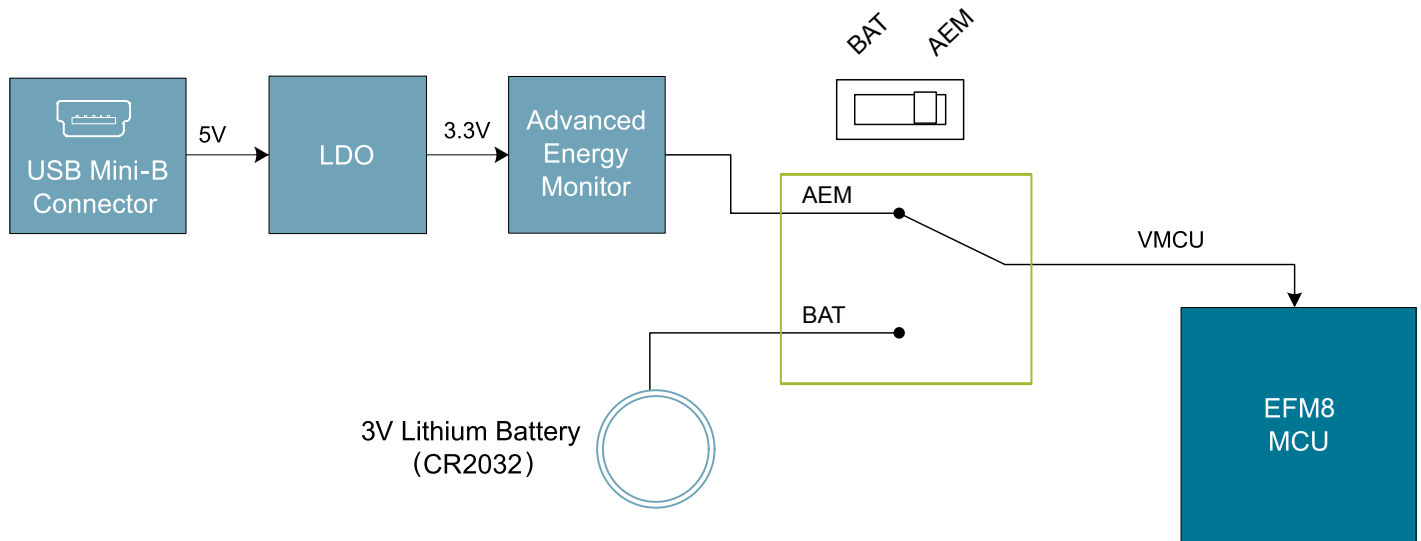 BAT
AEM
USB Mini-B
Connector
5V
LDO
3.3V
Advanced
Energy
Monitor
AEM
BAT
VMCU
3V Lithium Battery
(CR2032)
EFM8
MCU